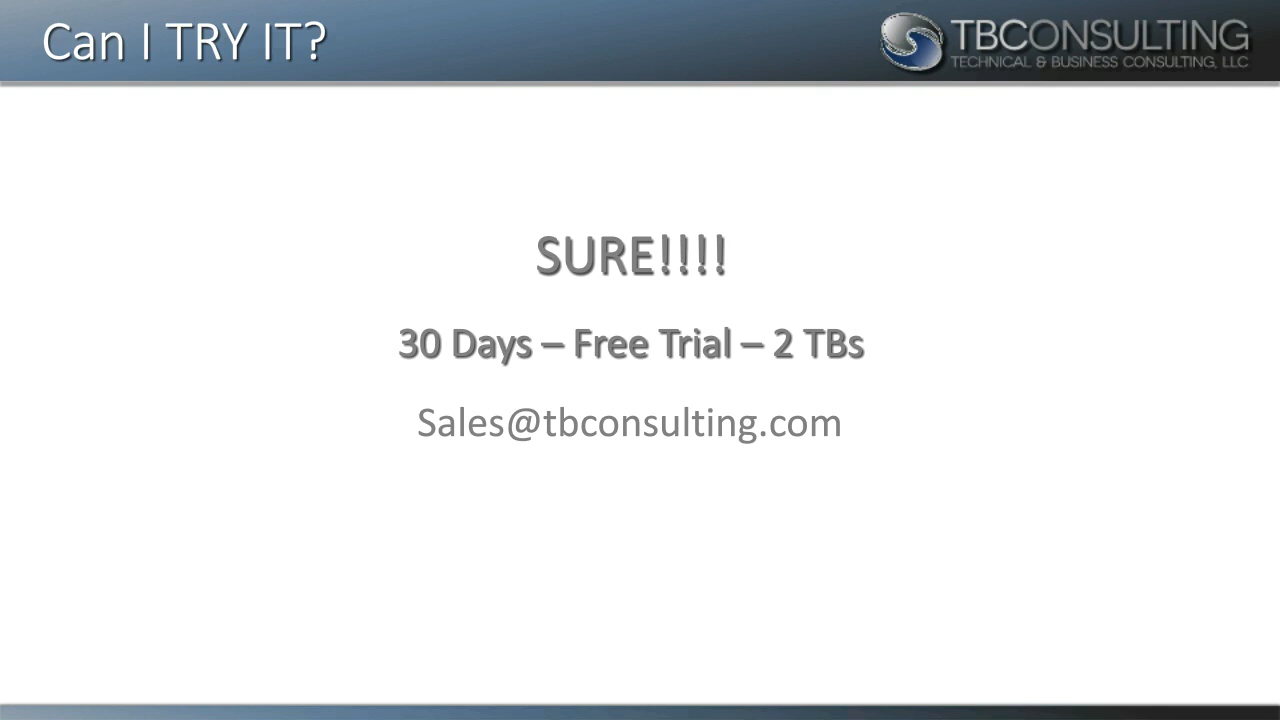 Can I TRY IT?
TBCONSULTING
TECHNICAL & BUSINESS CONSULTING, LLC
SURE!!!!
30 Days – Free Trial – 2 TBs
Sales@tbconsulting.com